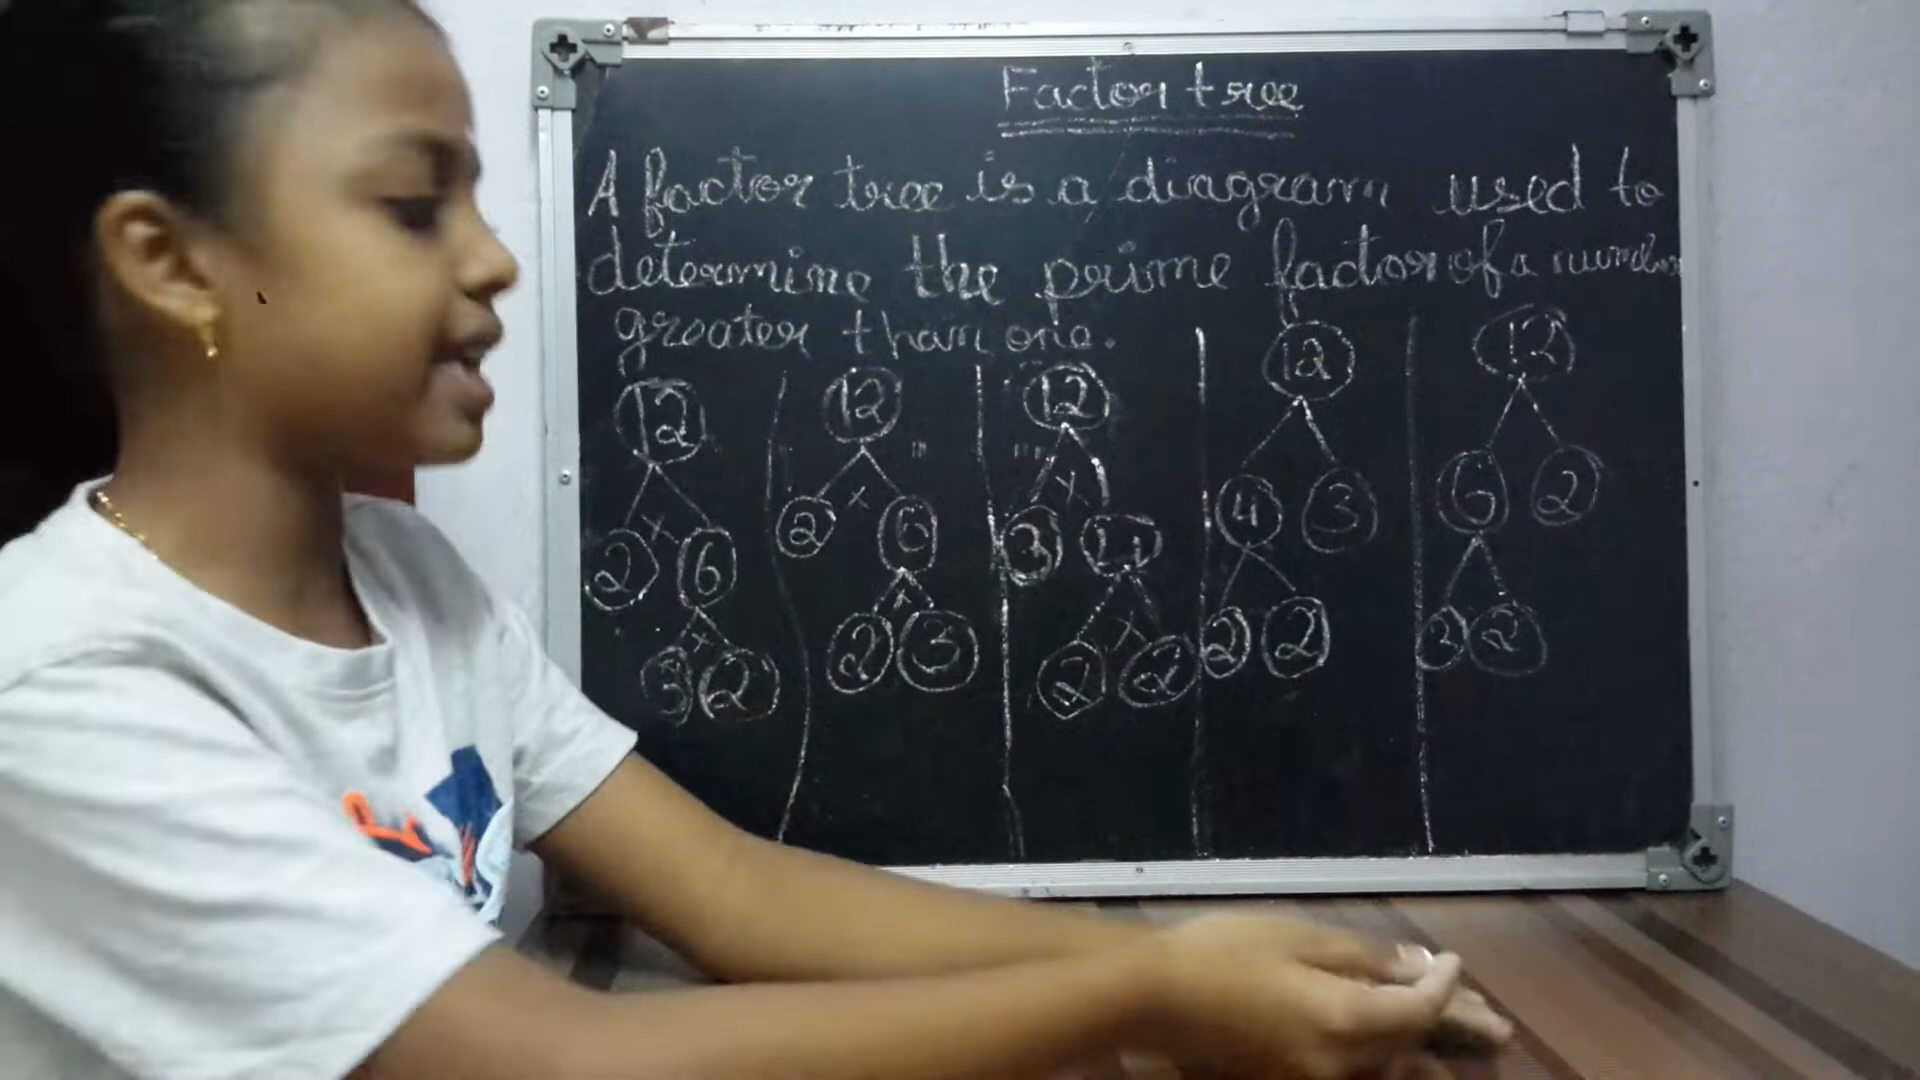 Factor tree
A factor tree is a diagram used to
determine the prime factor of a number
greater than one.
12 12 12 12 12
2 × 6 2 × 6 3 × 4 4 3 6 2
3 × 2 2 × 3 2 × 2 2 2 3 2